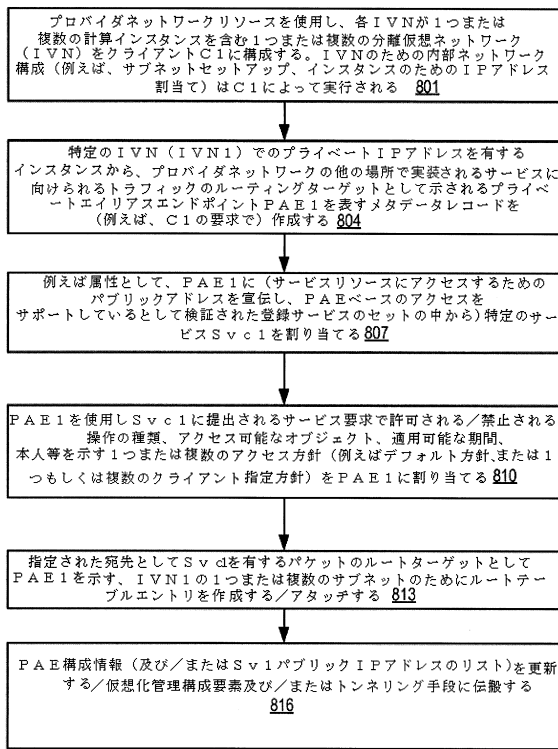 プロバイダネットワークリソースを使用し、各ＩＶＮが１つまたは
複数の計算インスタンスを含む１つまたは複数の分離仮想ネットワーク
（ＩＶＮ）をクライアントＣ１に構成する。ＩＶＮのための内部ネットワーク
構成（例えば、サブネットセットアップ、インスタンスのためのＩＰアドレス
割当て）はＣ１によって実行される 801
特定のＩＶＮ（ＩＶＮ１）でのプライベートＩＰアドレスを有する
インスタンスから、プロバイダネットワークの他の場所で実装されるサービスに
向けられるトラフィックのルーティングターゲットとして示されるプライベ
ートエイリアスエンドポイントＰＡＥ１を表すメタデータレコードを
（例えば、Ｃ１の要求で）作成する 804
例えば属性として、ＰＡＥ１に（サービスリソースにアクセスするための
パブリックアドレスを宣伝し、ＰＡＥベースのアクセスを
サポートしているとして検証された登録サービスのセットの中から）特定のサー
ビスＳｖｃ１を割り当てる 807
ＰＡＥ１を使用しＳｖｃ１に提出されるサービス要求で許可される／禁止される
操作の種類、アクセス可能なオブジェクト、適用可能な期間、
本人等を示す１つまたは複数のアクセス方針（例えばデフォルト方針、または１
つもしくは複数のクライアント指定方針）をＰＡＥ１に割り当てる 810
指定された宛先としてＳｖｃ１を有するパケットのルートターゲットとして
ＰＡＥ１を示す、ＩＶＮ１の１つまたは複数のサブネットのためにルートテー
ブルエントリを作成する／アタッチする 813
ＰＡＥ構成情報（及び／またはＳｖ１パブリックＩＰアドレスのリスト）を更新
する／仮想化管理構成要素及び／またはトンネリング手段に伝搬する
816